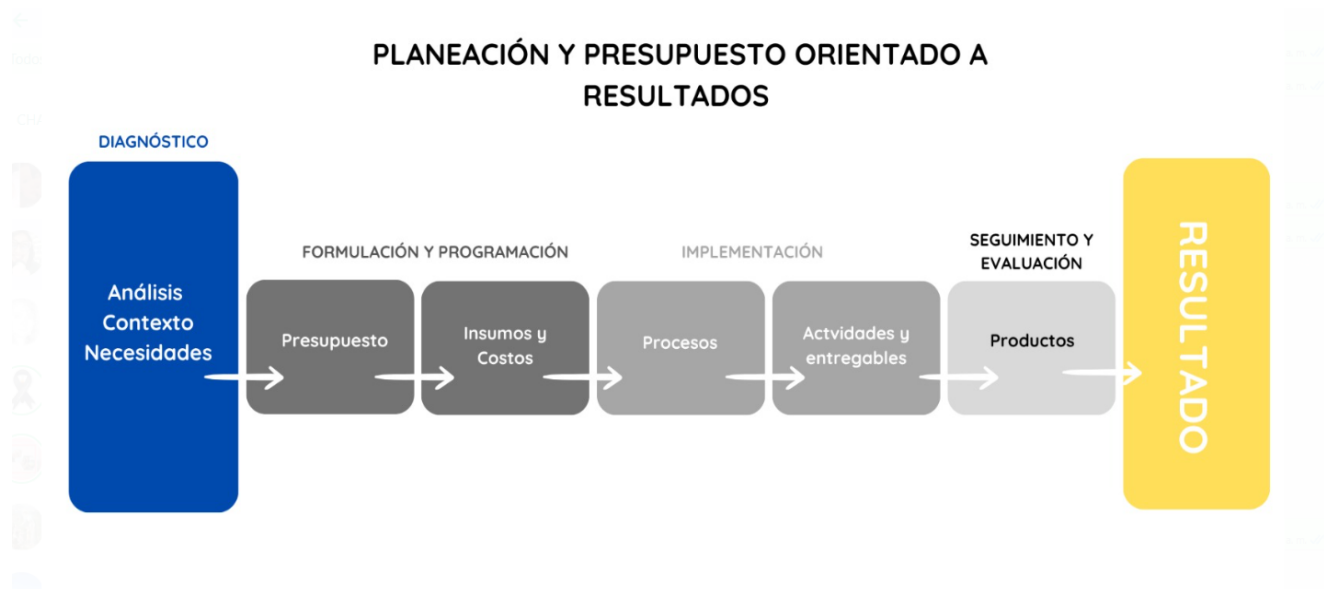 PLANEACIÓN Y PRESUPUESTO ORIENTADO A
RESULTADOS
DIAGNÓSTICO
Análisis
Contexto
Necesidades
FORMULACIÓN Y PROGRAMACIÓN
Presupuesto
Insumos y
Costos
IMPLEMENTACIÓN
Procesos
Actvidades y
entregables
SEGUIMIENTO Y
EVALUACIÓN
Productos
RESULTADO